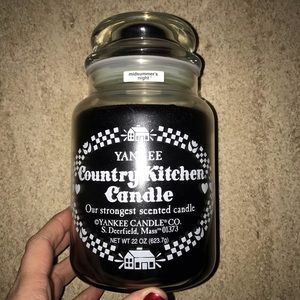 midsummer's
night
YANKEE
Country Kitchen
Candle
Our strongest scented candle
©YANKEE CANDLE® CO.
S. Deerfield, Mass™ 01373
NET WT 22 OZ (623.7g)